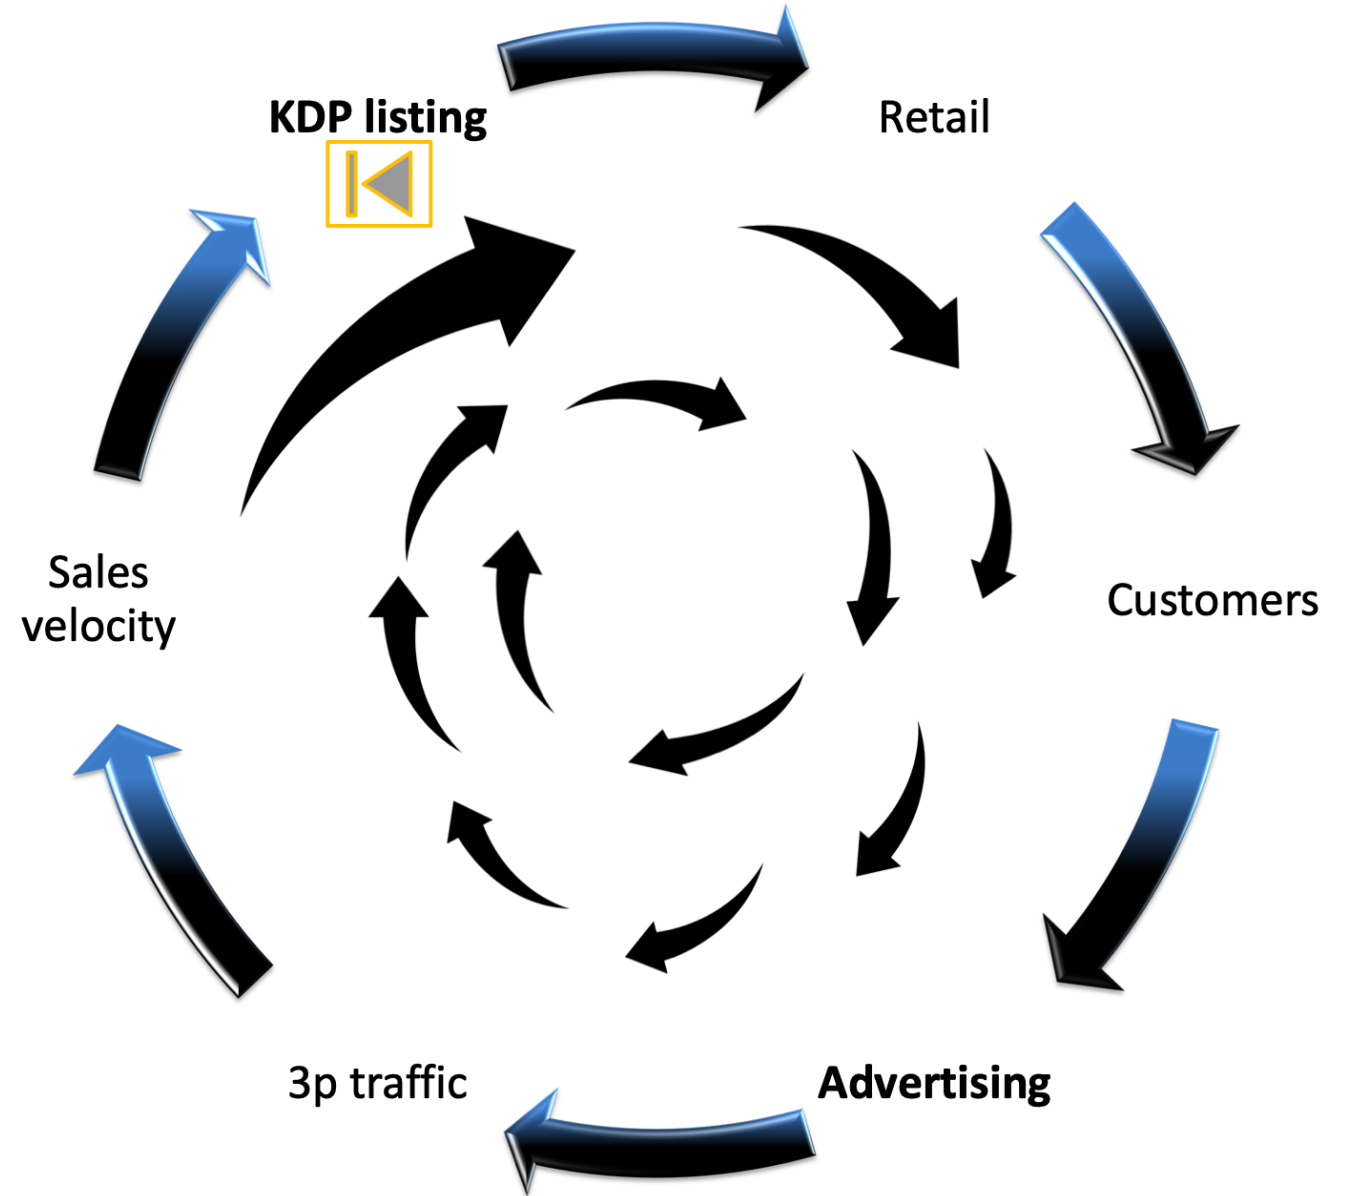 KDP listing
Retail
Customers
Advertising
3p traffic
Sales
velocity